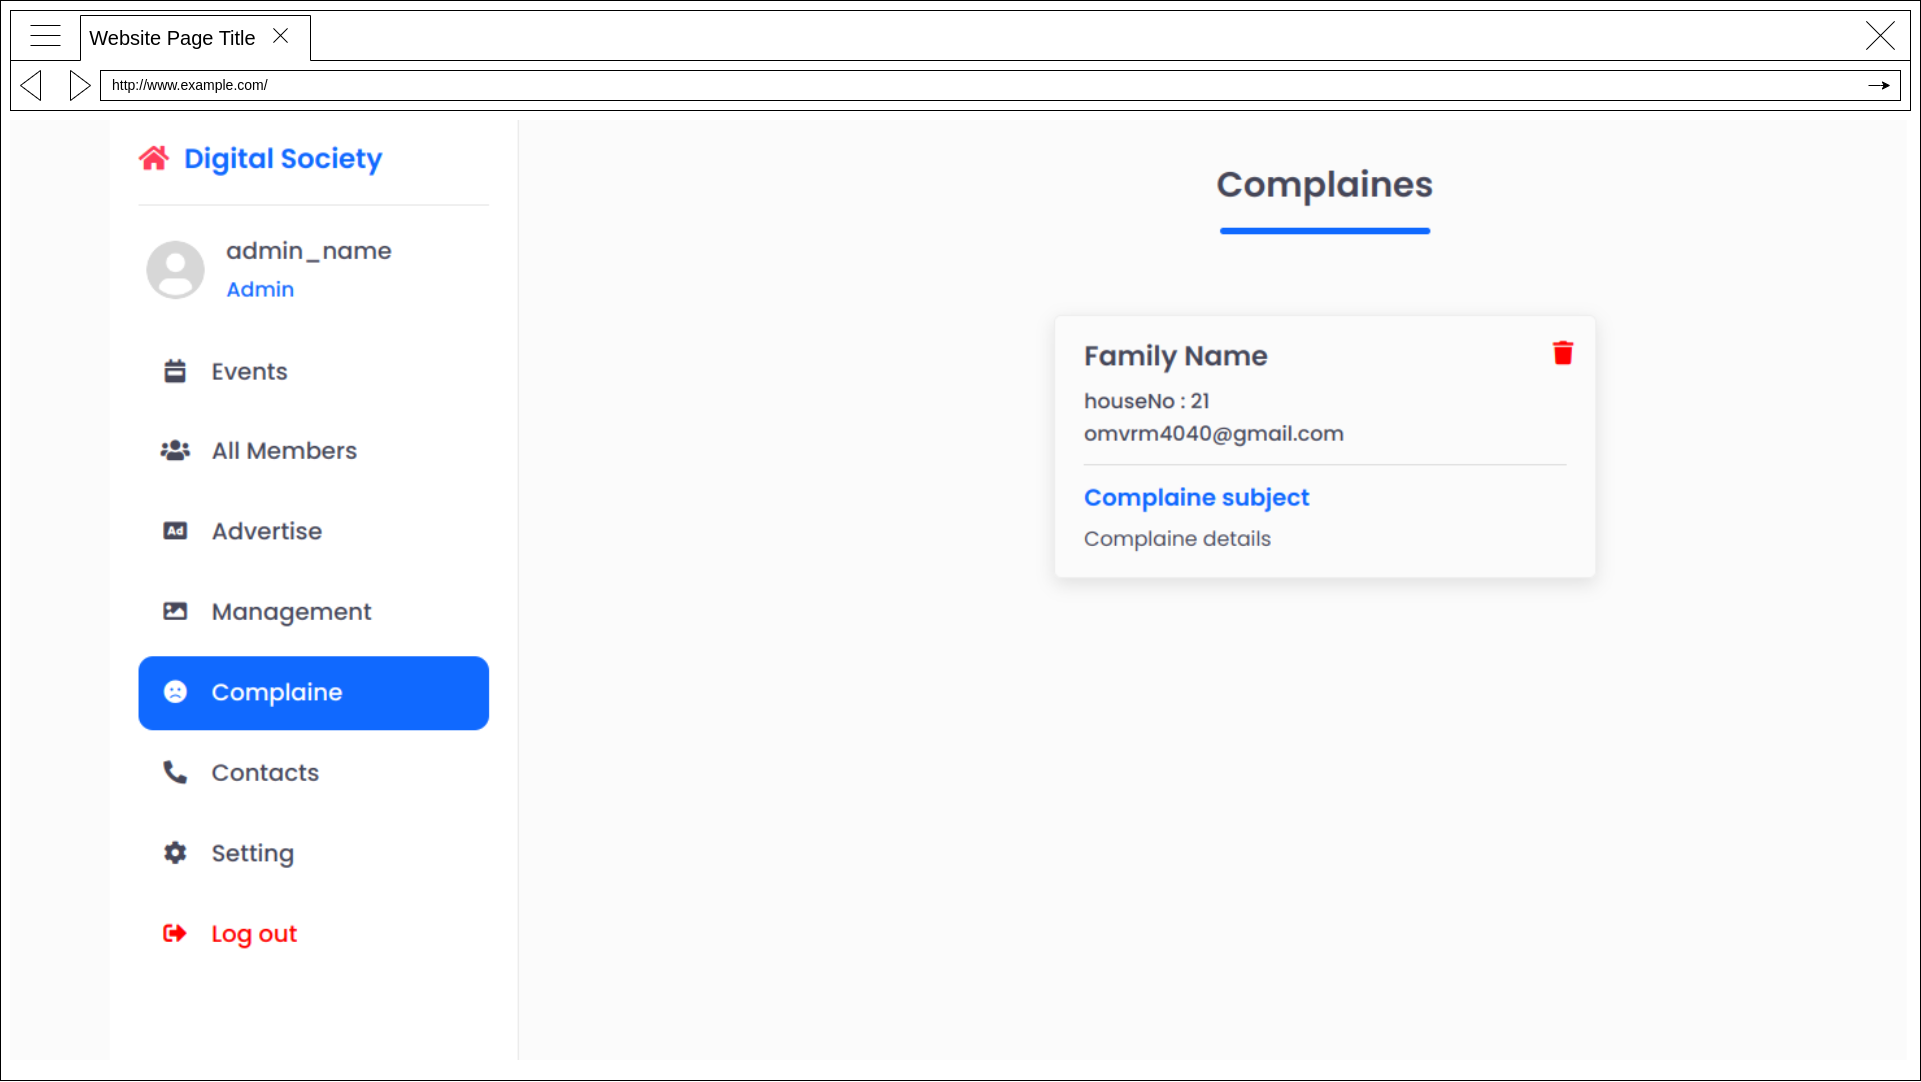 Website Page Title
http://www.example.com/
Digital Society
admin_name
Admin
Events
All Members
Ad Advertise
Management
Complaine
Contacts
Setting
Log out
Complaines
Family Name
houseNo : 21
omvrm4040@gmail.com
Complaine subject
Complaine details